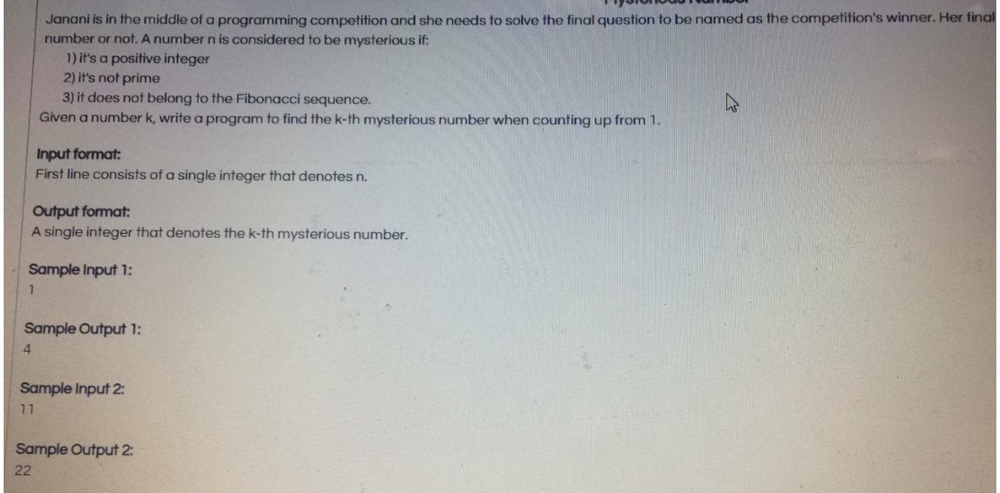 Janani is in the middle of a programming competition and she needs to solve the final question to be named as the competition's winner. Her final
number or not. A number n is considered to be mysterious if:
1) it's a positive integer
2) it's not prime
3) it does not belong to the Fibonacci sequence.
Given a number k, write a program to find the k-th mysterious number when counting up from 1.
Input format:
First line consists of a single integer that denotes n.
Output format:
A single integer that denotes the k-th mysterious number.
Sample Input 1:
1
Sample Output 1:
4
Sample Input 2:
11
Sample Output 2:
22